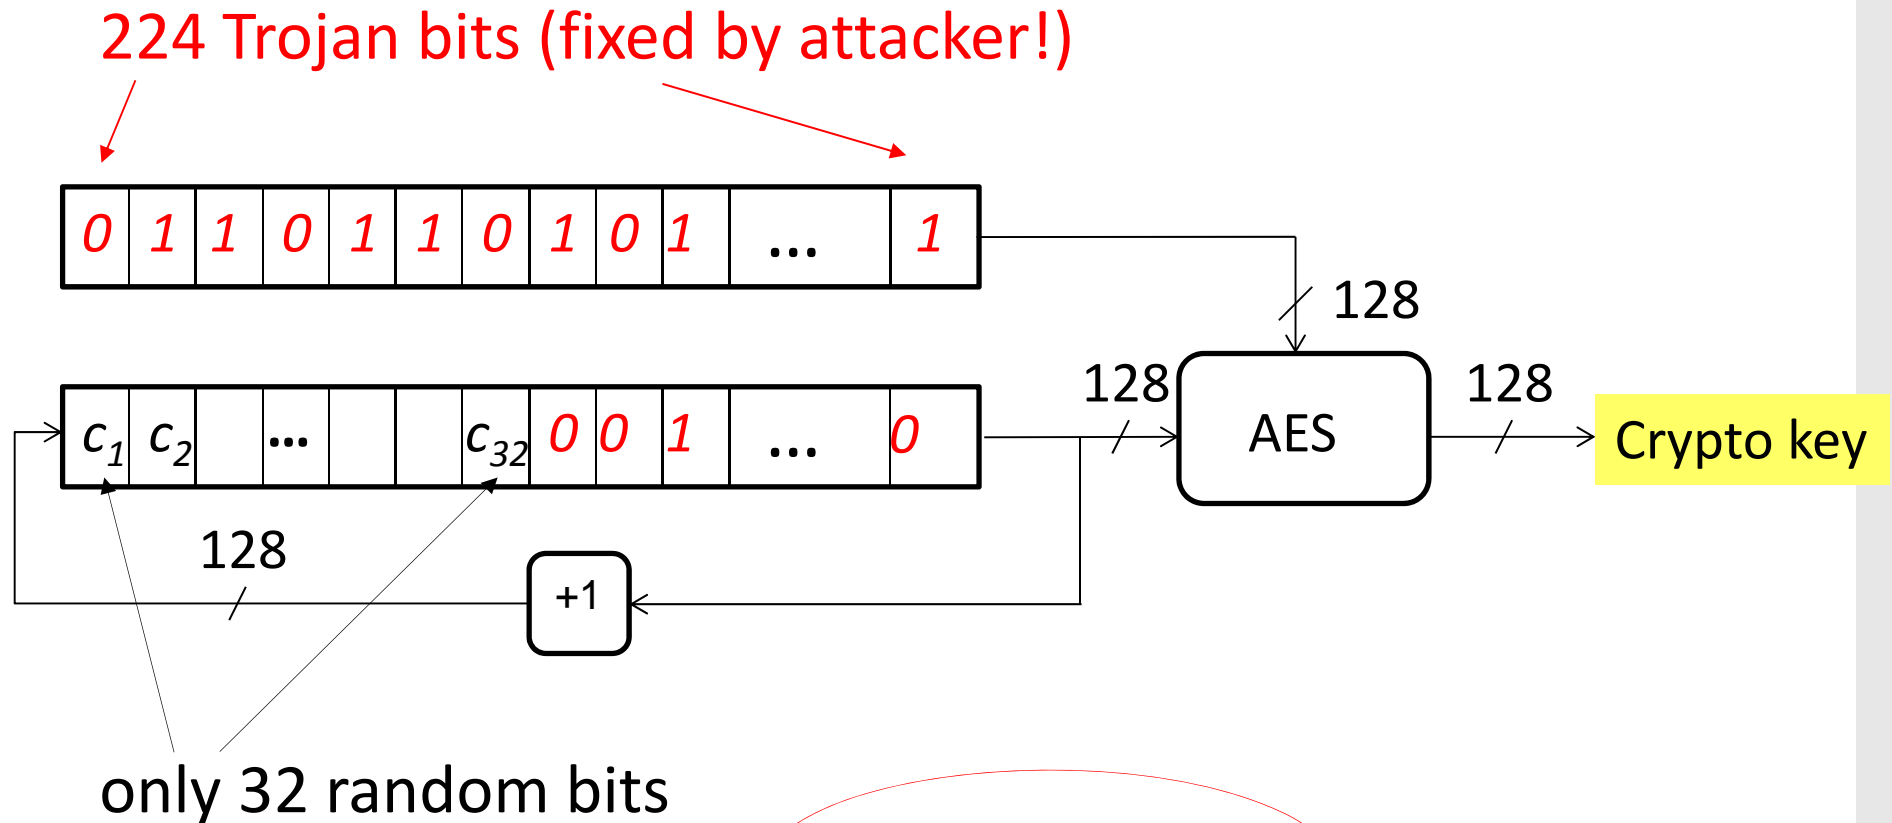 224 Trojan bits (fixed by attacker!)
0 1 1 0 1 1 0 1 0 1 ... 1
128
c1 c2 ... c32 0 0 1 ... 0
128
AES
128
Crypto key
128
+1
only 32 random bits